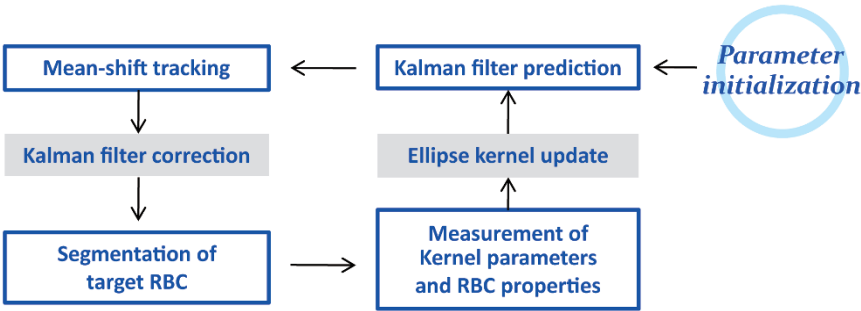 Mean-shift tracking
Kalman filter prediction
Parameter
initialization
Kalman filter correction
Ellipse kernel update
Segmentation of
target RBC
Measurement of
Kernel parameters
and RBC properties